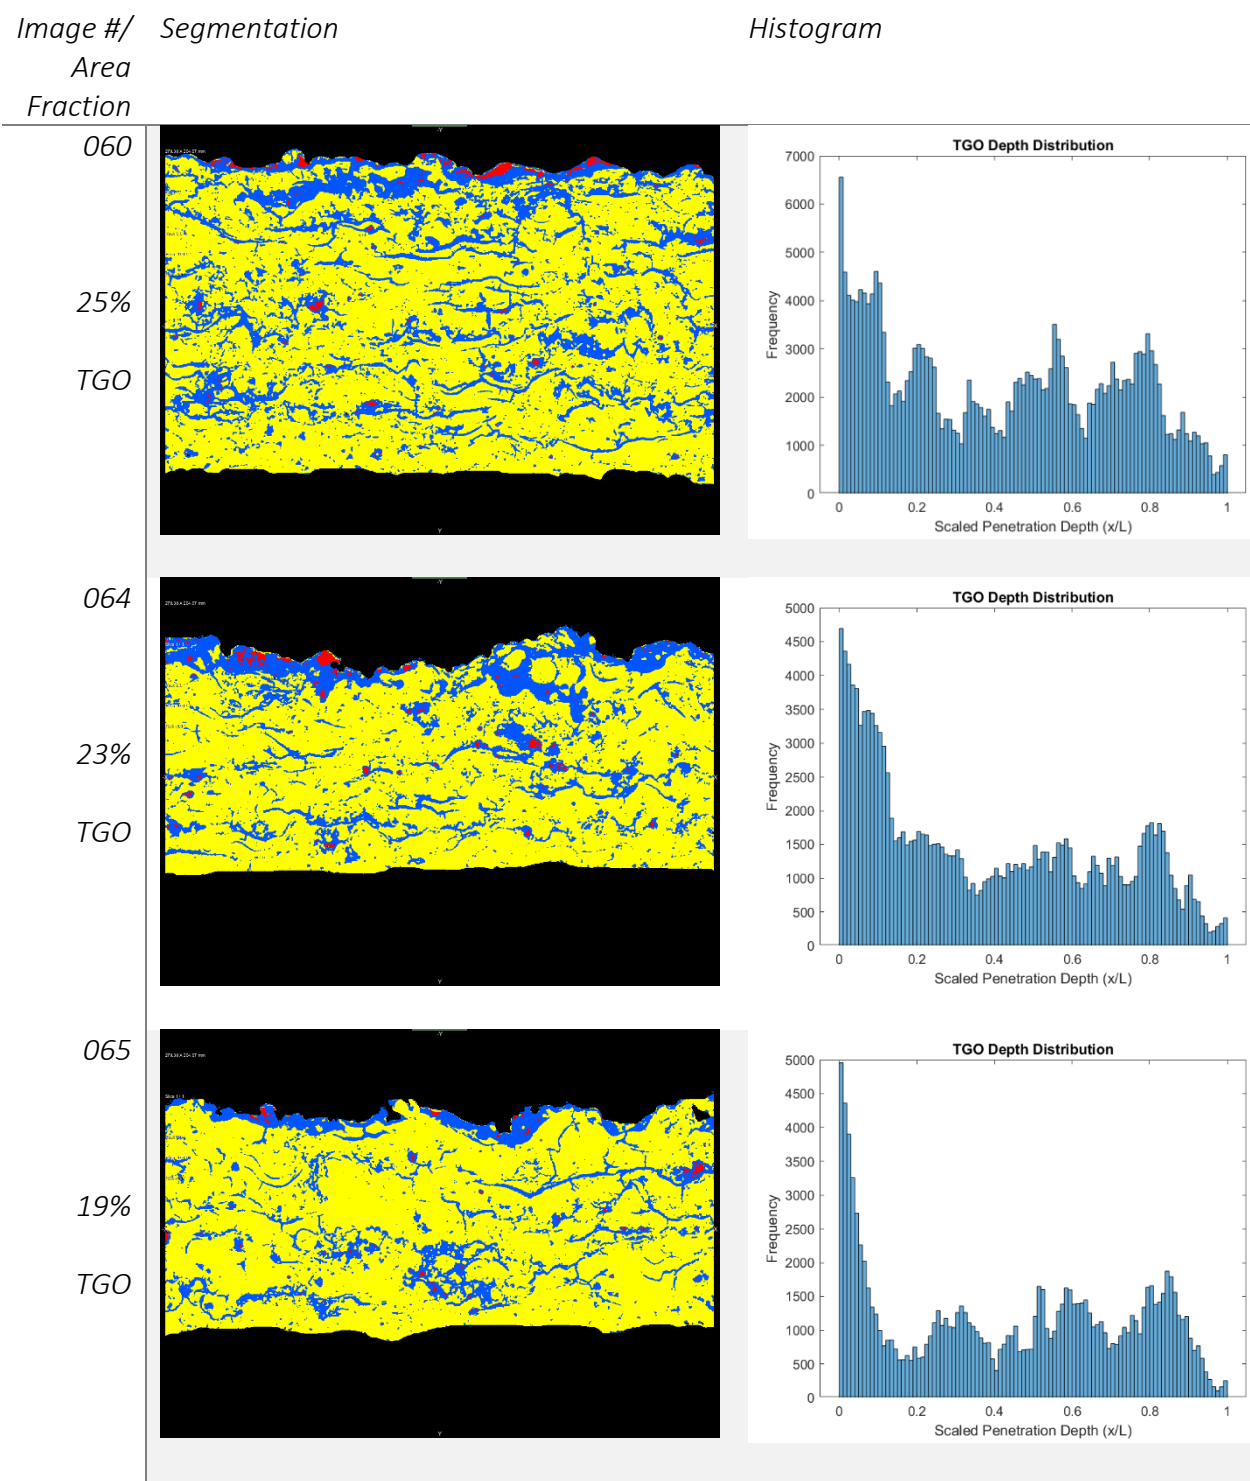 Image #/ Segmentation Histogram
Area
Fraction
060
25%
TGO
-Y
X
Y
TGO Depth Distribution
7000
6000
5000
4000
3000
2000
1000
0
Frequency
0 0.2 0.4 0.6 0.8 1
Scaled Penetration Depth (x/L)
064
23%
TGO
-Y
X
Y
TGO Depth Distribution
5000
4500
4000
3500
3000
2500
2000
1500
1000
500
0
Frequency
0 0.2 0.4 0.6 0.8 1
Scaled Penetration Depth (x/L)
065
19%
TGO
-Y
X
Y
TGO Depth Distribution
5000
4500
4000
3500
3000
2500
2000
1500
1000
500
0
Frequency
0 0.2 0.4 0.6 0.8 1
Scaled Penetration Depth (x/L)